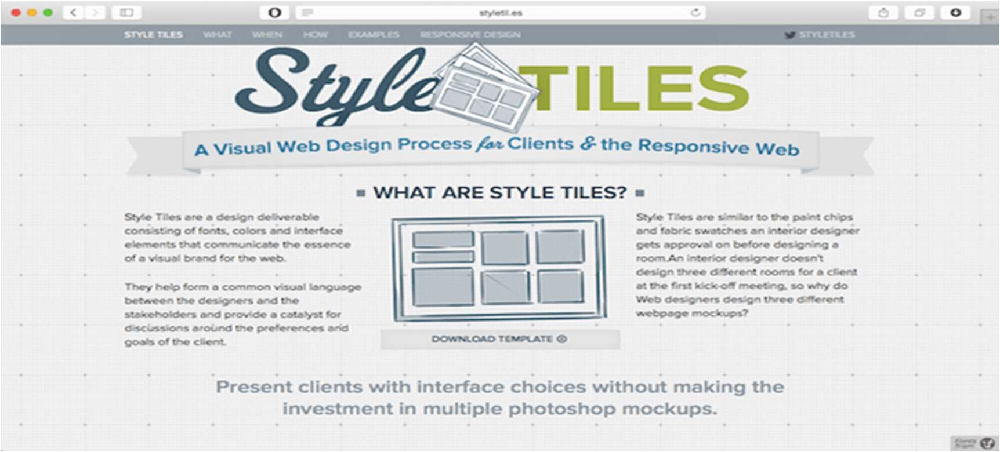 styletil.es
STYLE TILES WHAT WHEN HOW EXAMPLES RESPONSIVE DESIGN STYLETILES
Style TILES
A Visual Web Design Process for Clients & the Responsive Web
WHAT ARE STYLE TILES?
Style Tiles are a design deliverable
consisting of fonts, colors and interface
elements that communicate the essence
of a visual brand for the web.
They help form a common visual language
between the designers and the
stakeholders and provide a catalyst for
discussions around the preferences and
goals of the client.
DOWNLOAD TEMPLATE
Style Tiles are similar to the paint chips
and fabric swatches an interior designer
gets approval on before designing a
room.An interior designer doesn't
design three different rooms for a client
at the first kick-off meeting, so why do
Web designers design three different
webpage mockups?
Present clients with interface choices without making the
investment in multiple photoshop mockups.
Fonts
from